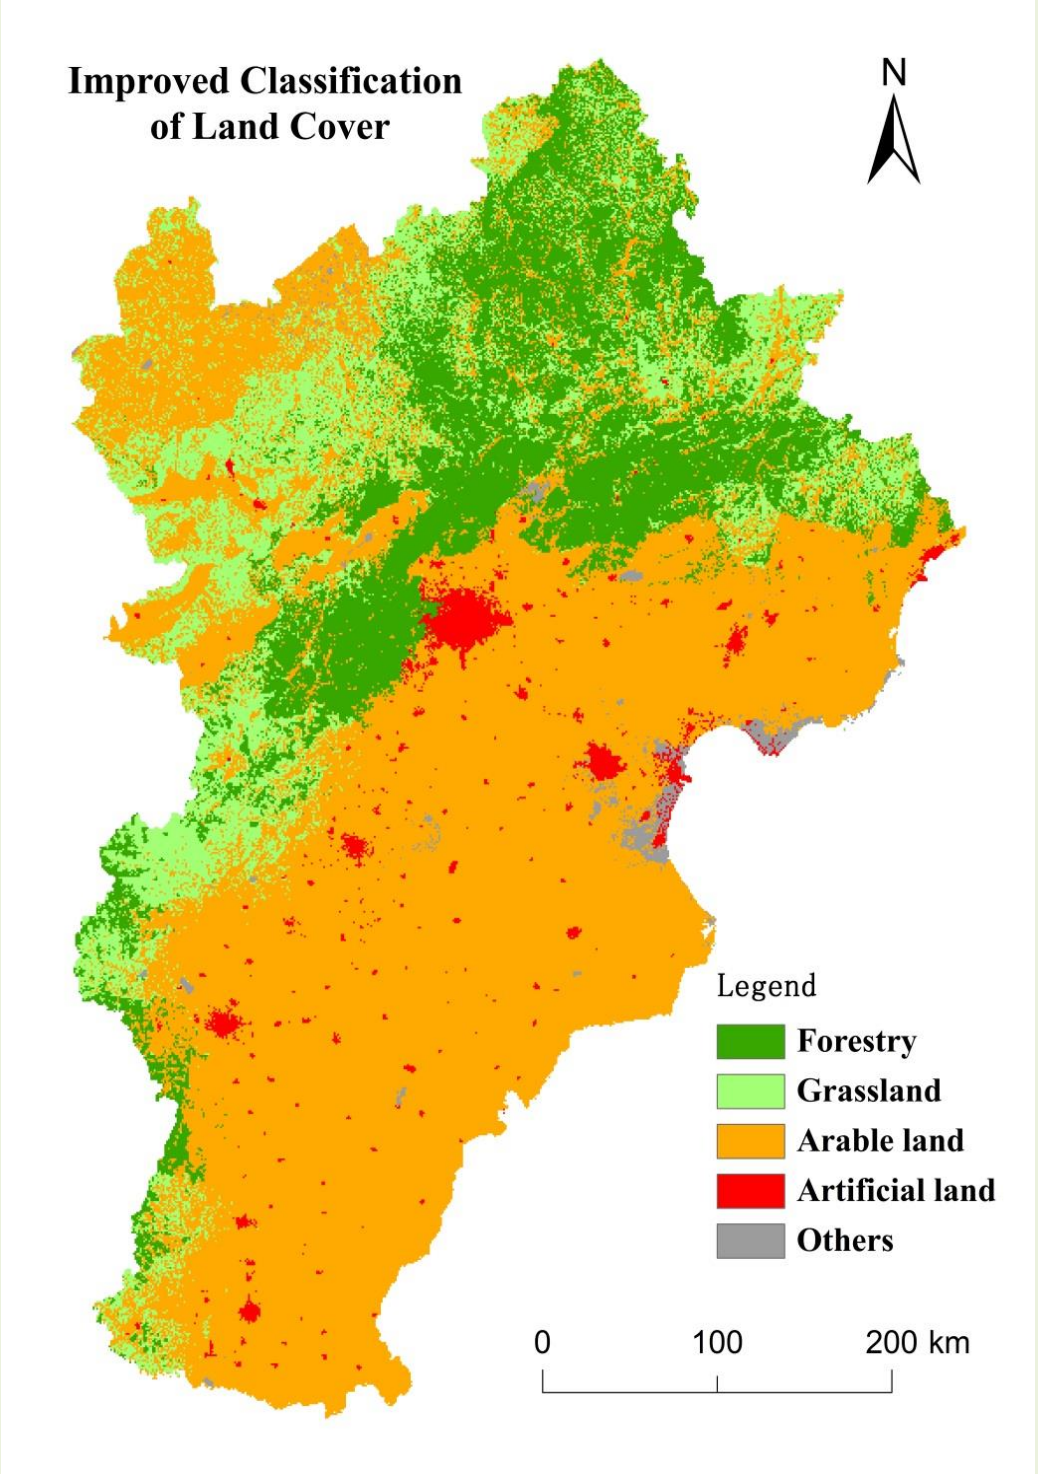 Improved Classification
of Land Cover
N
Legend
Forestry
Grassland
Arable land
Artificial land
Others
0 100 200 km